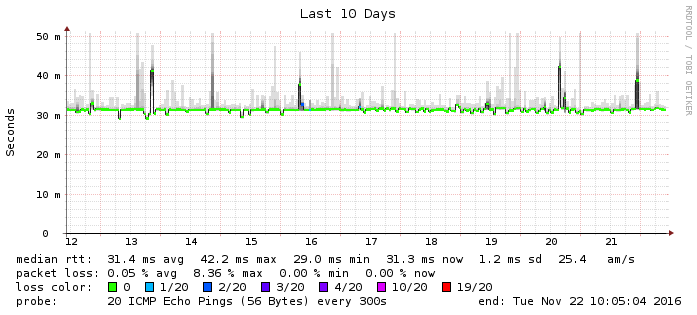 Last 10 Days
RRDTOOL / TOBI OETIKER
Seconds
50 m
40 m
30 m
20 m
10 m
0
12 13 14 15 16 17 18 19 20 21
median rtt: 31.4 ms avg 42.2 ms max 29.0 ms min 31.3 ms now 1.2 ms sd 25.4 am/s
packet loss: 0.05 % avg 8.36 % max 0.00 % min 0.00 % now
loss color: 0 1/20 2/20 3/20 4/20 10/20 19/20
probe: 20 ICMP Echo Pings (56 Bytes) every 300s end: Tue Nov 22 10:05:04 2016